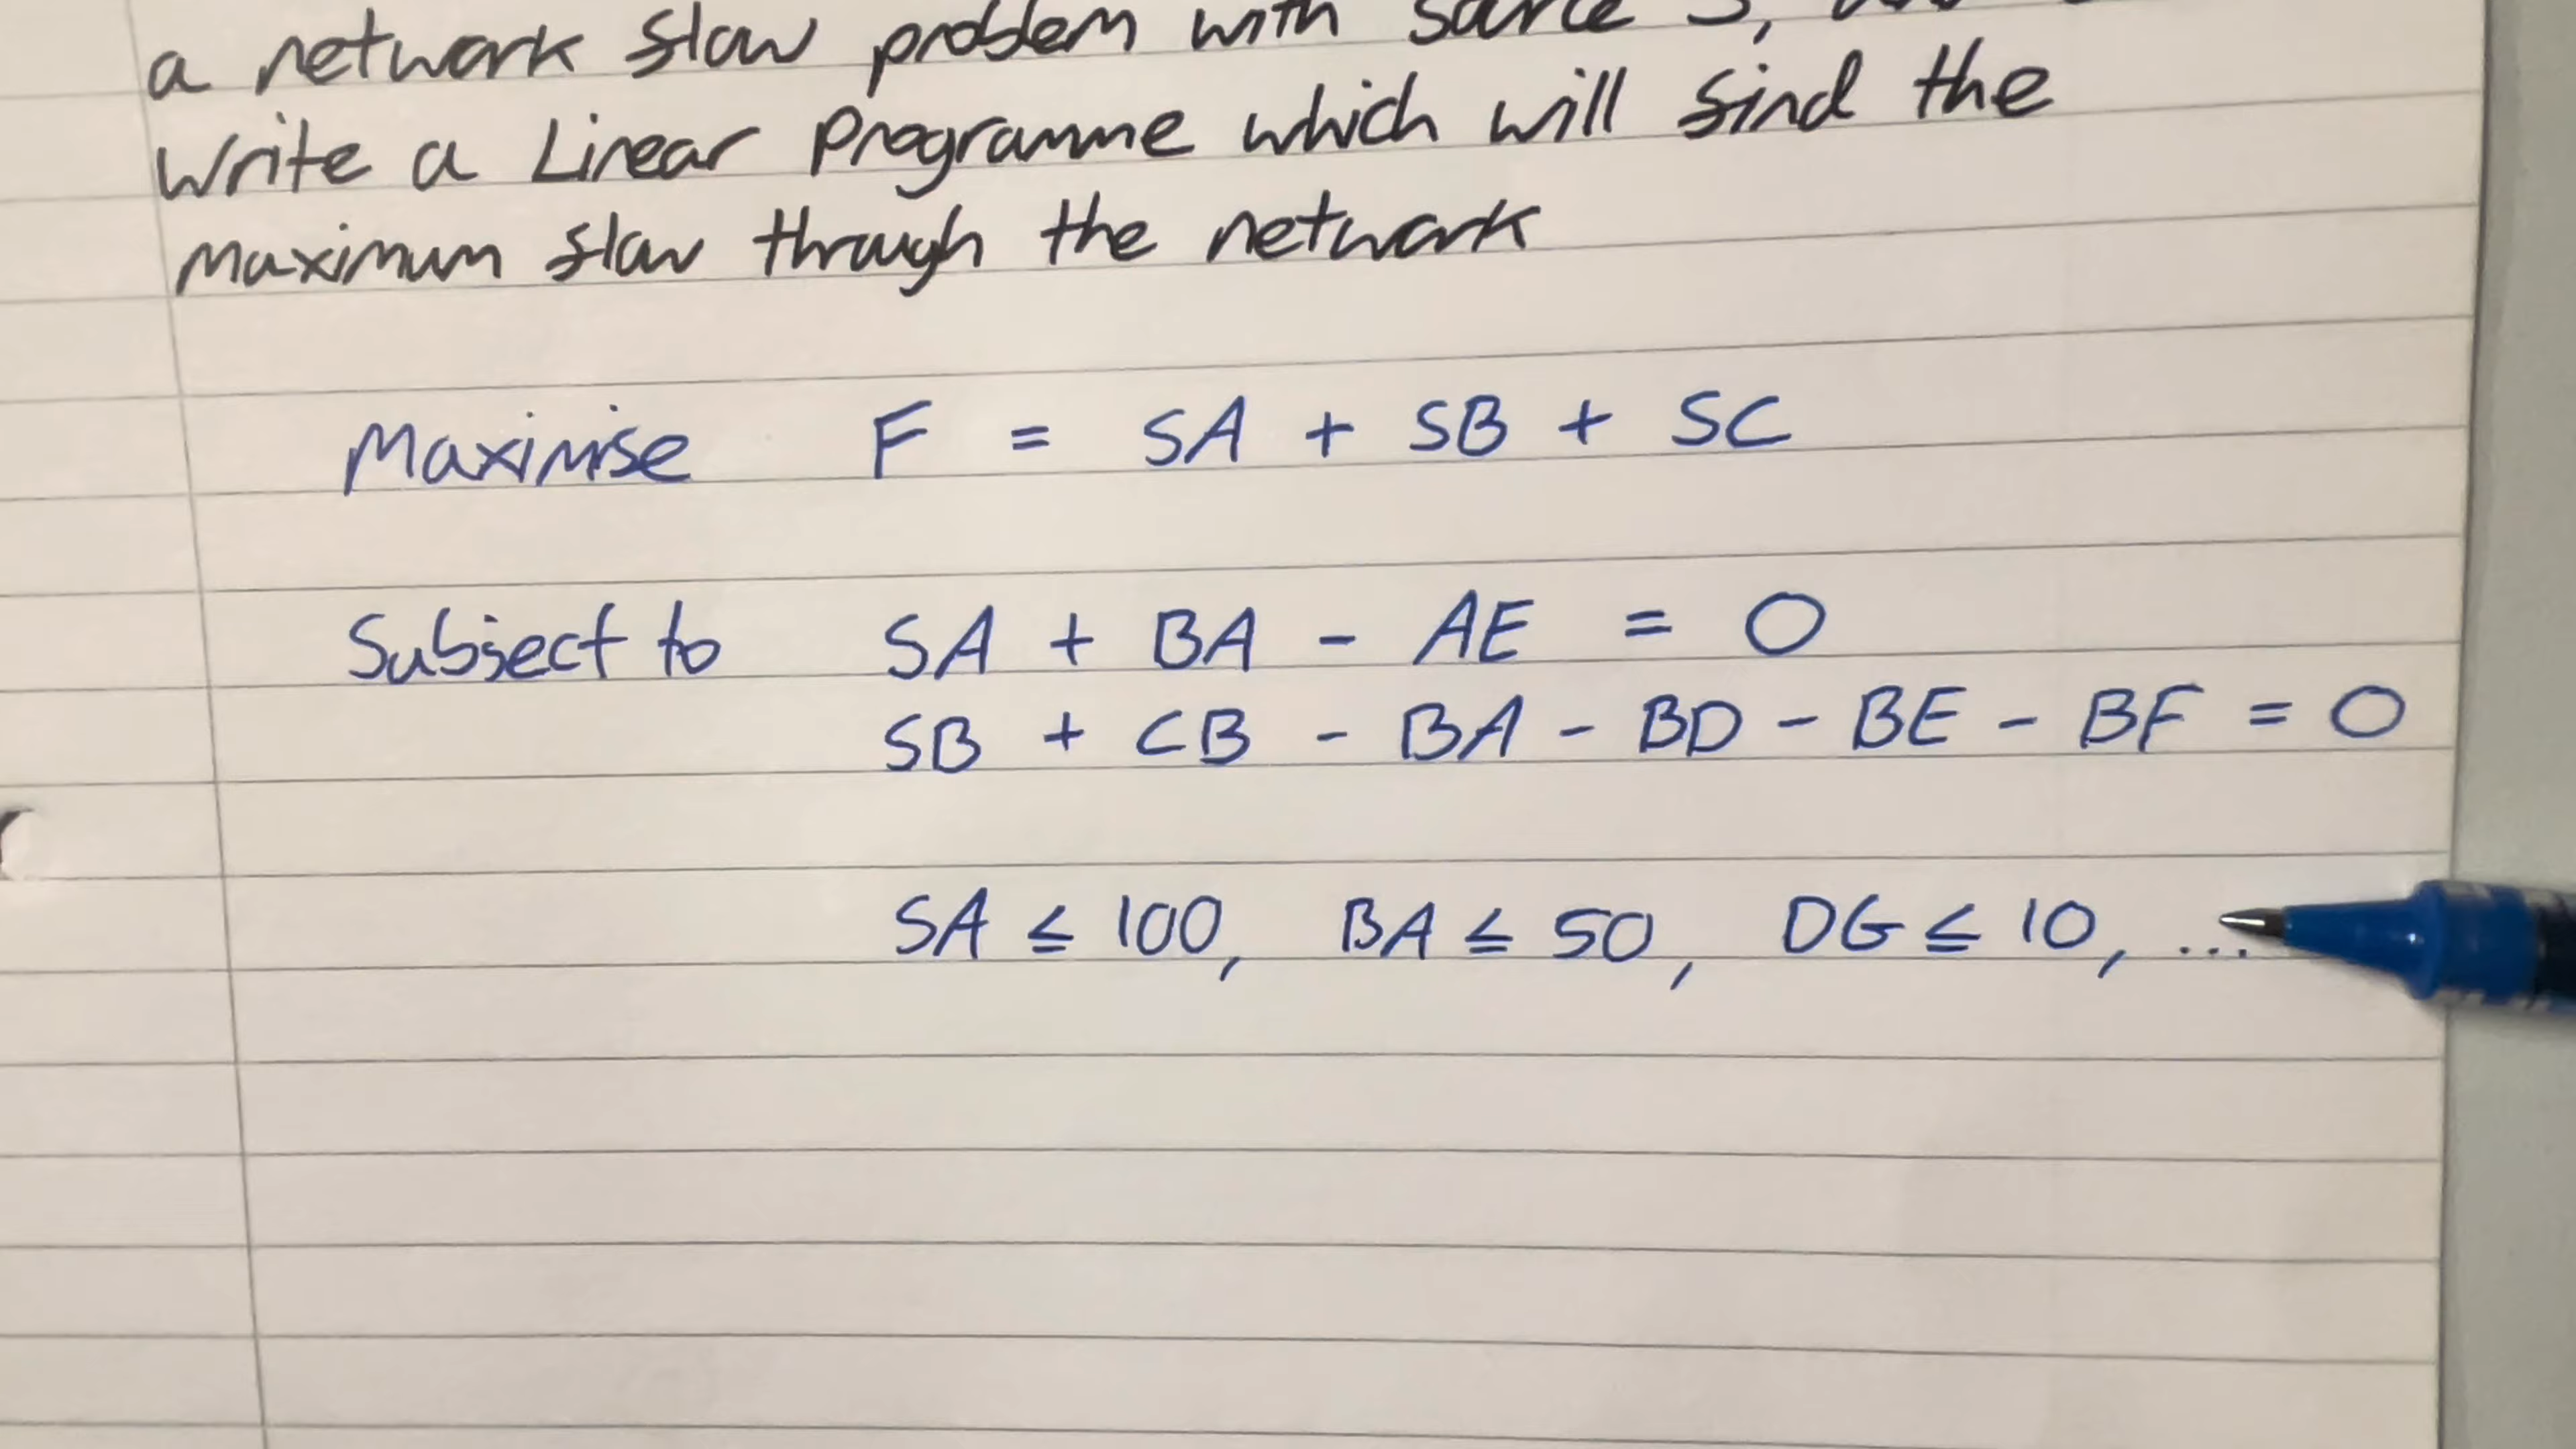 a network flow problem with source S,
Write a Linear Programme which will find the
maximum flow through the network
Maximise F = SA + SB + SC
Subject to SA + BA - AE = 0
SB + CB - BA - BD - BE - BF = 0
SA ≤ 100, BA ≤ 50, DG ≤ 10, ...